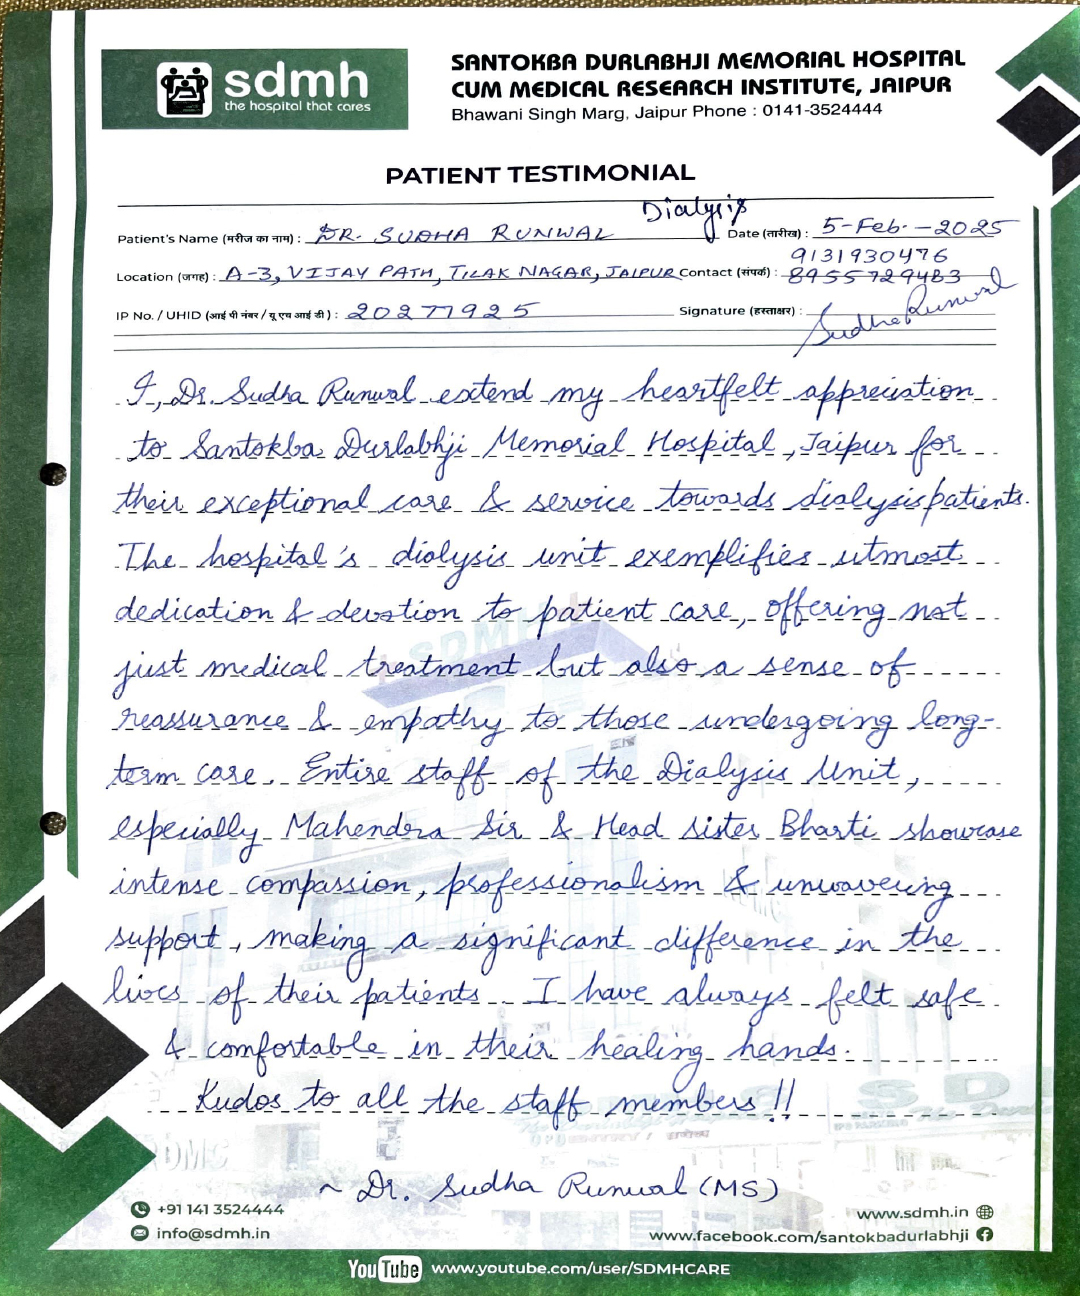 sdmh
the hospital that cares
SANTOKBA DURLABHJI MEMORIAL HOSPITAL
CUM MEDICAL RESEARCH INSTITUTE, JAIPUR
Bhawani Singh Marg, Jaipur Phone : 0141-3524444
PATIENT TESTIMONIAL
Dialysis
Patient's Name (मरीज का नाम) : DR. SUDHA RUNWAL Date (तारीख) : 5-Feb.-2025
9131930476
Location (जगह) : A-3, VIJAY PATH, TILAK NAGAR, JAIPUR Contact (संपर्क) : 8955729483
IP No. / UHID (आई पी नंबर / यू एच आई डी) : 20277925 Signature (हस्ताक्षर) : Sudha Runwal
I, Dr. Sudha Runwal extend my heartfelt appreciation
to Santokba Durlabhji Memorial Hospital, Jaipur for
their exceptional care & service towards dialysis patients.
The hospital's dialysis unit exemplifies utmost
dedication & devotion to patient care, offering not
just medical treatment but also a sense of
reassurance & empathy to those undergoing long-
term care. Entire staff of the Dialysis Unit,
especially Mahendra Sir & Head sister Bharti showcase
intense compassion, professionalism & unwavering
support, making a significant difference in the
lives of their patients. I have always felt safe
& comfortable in their healing hands.
Kudos to all the staff members!!
~ Dr. Sudha Runwal (MS)
+91 141 3524444
www.sdmh.in
info@sdmh.in
www.facebook.com/santokbadurlabhji
YouTube www.youtube.com/user/SDMHCARE